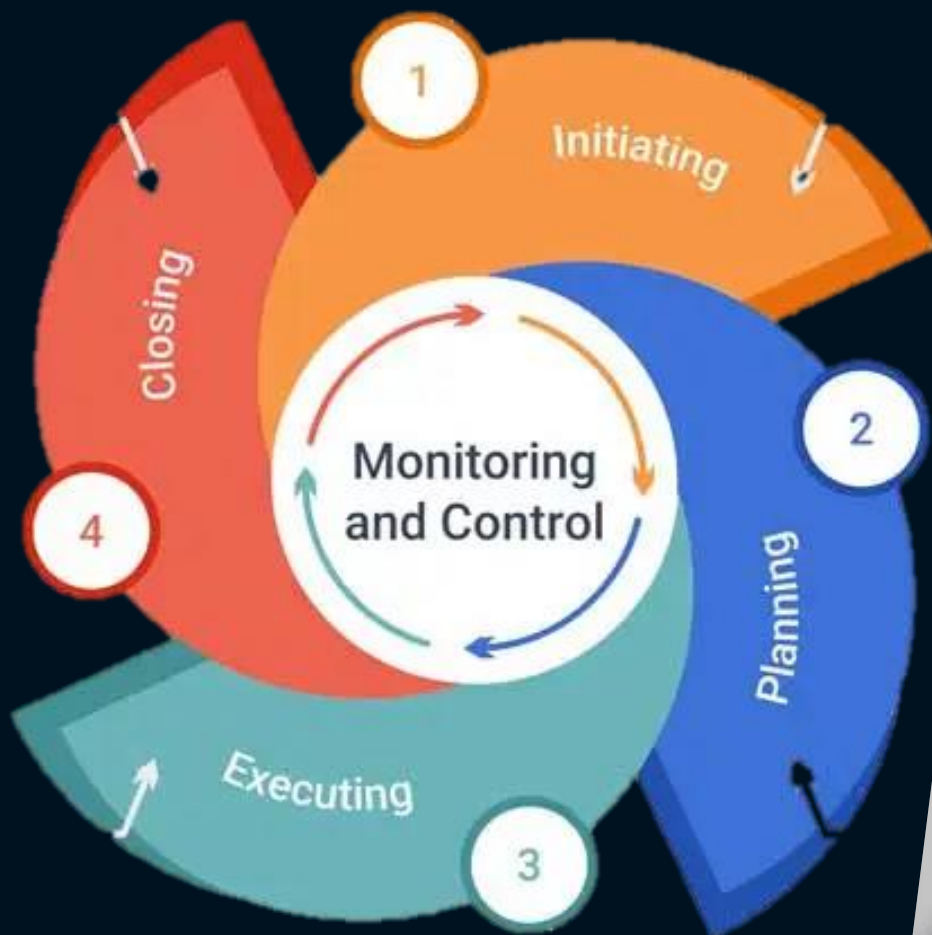 1
Initiating
2
Planning
3
Executing
4
Closing
Monitoring
and Control